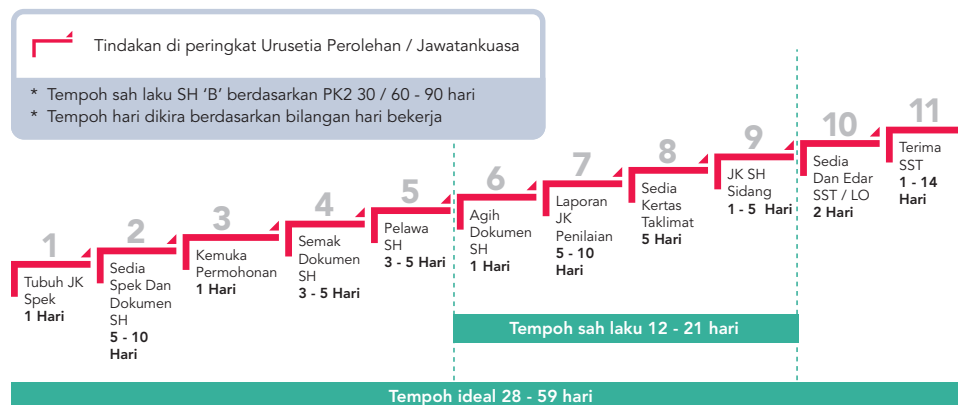 Tindakan di peringkat Urusetia Perolehan / Jawatankuasa
* Tempoh sah laku SH ‘B’ berdasarkan PK2 30 / 60 - 90 hari
* Tempoh hari dikira berdasarkan bilangan hari bekerja
1
Tubuh JK
Spek
1 Hari
2
Sedia
Spek Dan
Dokumen
SH
5 - 10
Hari
3
Kemuka
Permohonan
1 Hari
4
Semak
Dokumen
SH
3 - 5 Hari
5
Pelawa
SH
3 - 5 Hari
6
Agih
Dokumen
SH
1 Hari
7
Laporan
JK
Penilaian
5 - 10
Hari
8
Sedia
Kertas
Taklimat
5 Hari
9
JK SH
Sidang
1 - 5 Hari
10
Sedia
Dan Edar
SST / LO
2 Hari
11
Terima
SST
1 - 14
Hari
Tempoh sah laku 12 - 21 hari
Tempoh ideal 28 - 59 hari